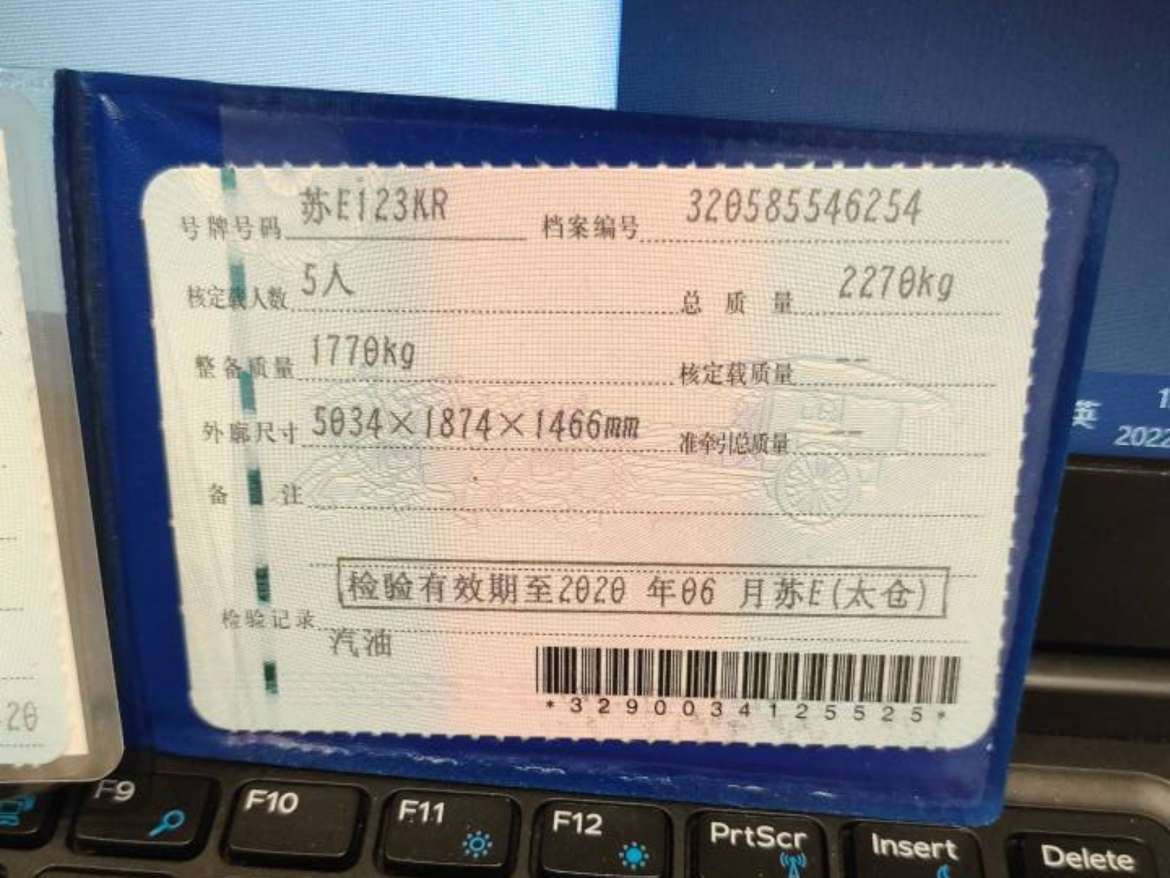 号牌号码 苏E123KR 档案编号 320585546254
核定载人数 5人 总质量 2270kg
整备质量 1770kg 核定载质量 --
外廓尺寸 5034×1874×1466mm 准牵引总质量 --
备注
检验有效期至2020 年06 月苏E(太仓)
检验记录
汽油
*3290034125525*
20
英
202
F9 F10 F11 F12 PrtScr Insert Delete